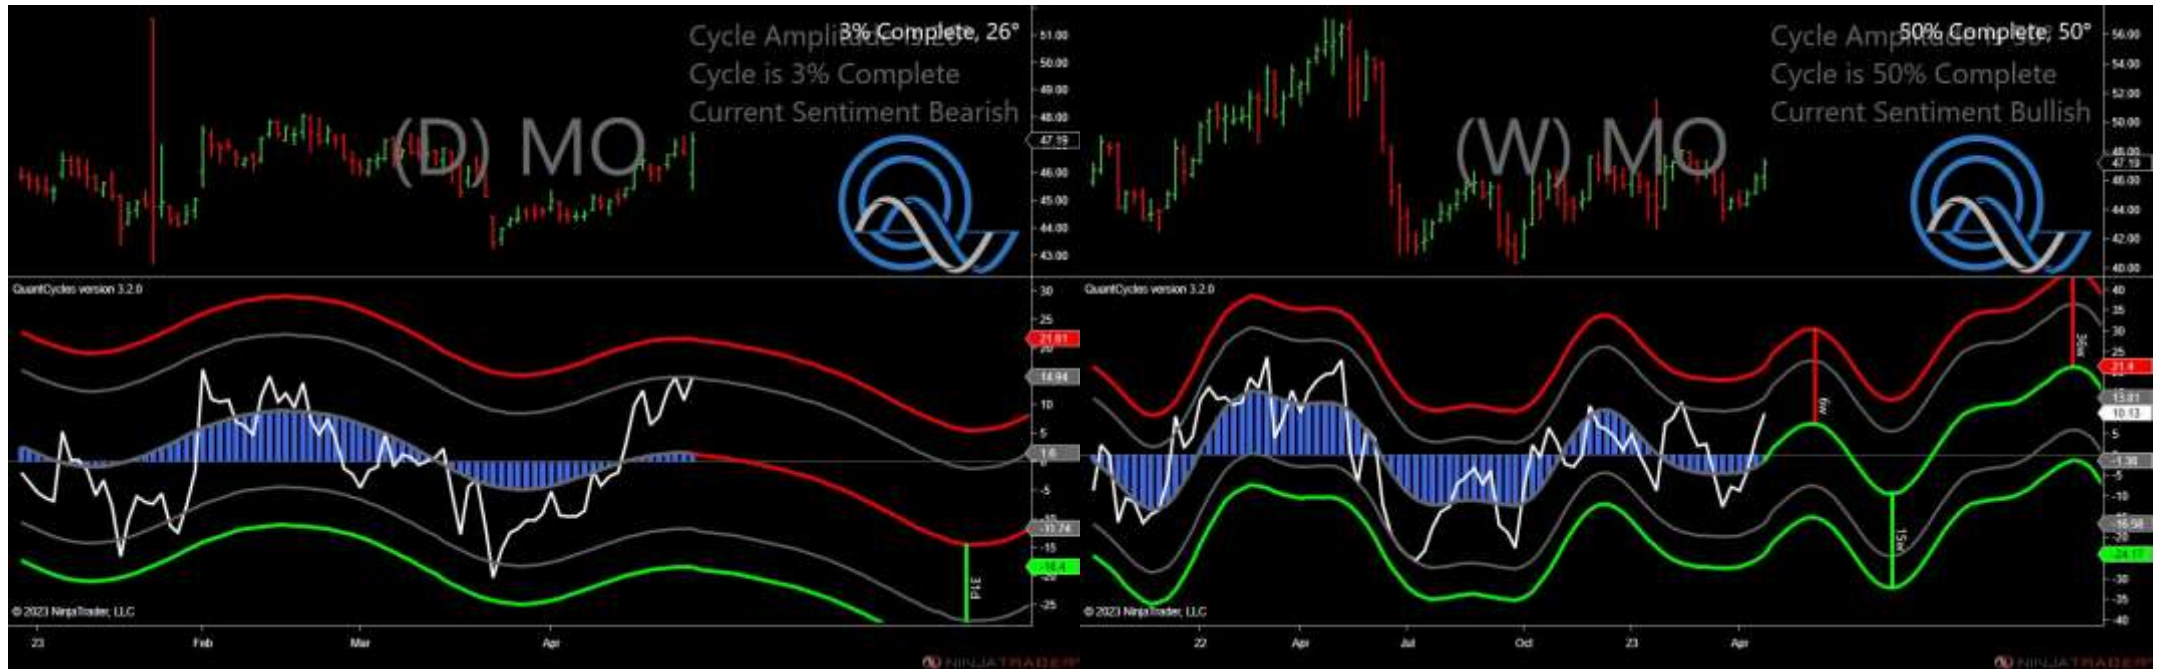 3% Complete, 26°
Cycle is 3% Complete
Current Sentiment Bearish
(D) MO
51.00
50.00
49.00
48.00
47.19
46.00
45.00
44.00
43.00
QuantCycles version 3.2.0
30
25
21.81
20
14.94
10
5
1.6
-5
-11.74
-15
-18.4
-25
31d
© 2023 NinjaTrader, LLC
23
Feb
Mar
Apr
NINJATRADER
50% Complete, 50°
Cycle is 50% Complete
Current Sentiment Bullish
(W) MO
56.00
54.00
52.00
50.00
48.00
47.19
46.00
44.00
42.00
40.00
QuantCycles version 3.2.0
40
35
30
25
21.4
13.81
10.13
5
-1.36
-5
-10
-16.58
-20
-24.17
-30
-35
-40
6w
15w
36w
© 2023 NinjaTrader, LLC
22
Apr
Jul
Oct
23
Apr
NINJATRADER